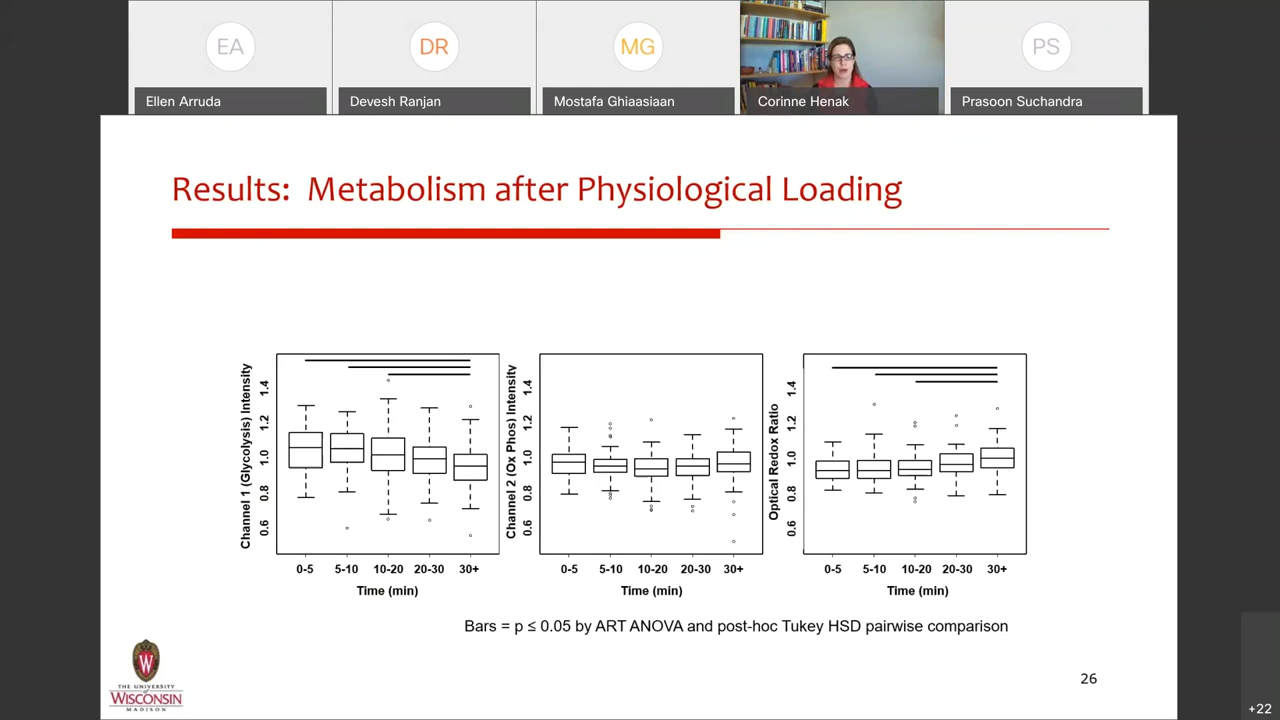 EA
DR
MG
PS
Ellen Arruda
Devesh Ranjan
Mostafa Ghiaasiaan
Corinne Henak
Prasoon Suchandra
Results: Metabolism after Physiological Loading
Channel 1 (Glycolysis) Intensity
0.6 0.8 1.0 1.2 1.4
0-5 5-10 10-20 20-30 30+
Time (min)
Channel 2 (Ox Phos) Intensity
0.6 0.8 1.0 1.2 1.4
0-5 5-10 10-20 20-30 30+
Time (min)
Optical Redox Ratio
0.6 0.8 1.0 1.2 1.4
0-5 5-10 10-20 20-30 30+
Time (min)
Bars = p ≤ 0.05 by ART ANOVA and post-hoc Tukey HSD pairwise comparison
W
THE UNIVERSITY
of
WISCONSIN
MADISON
26
+22